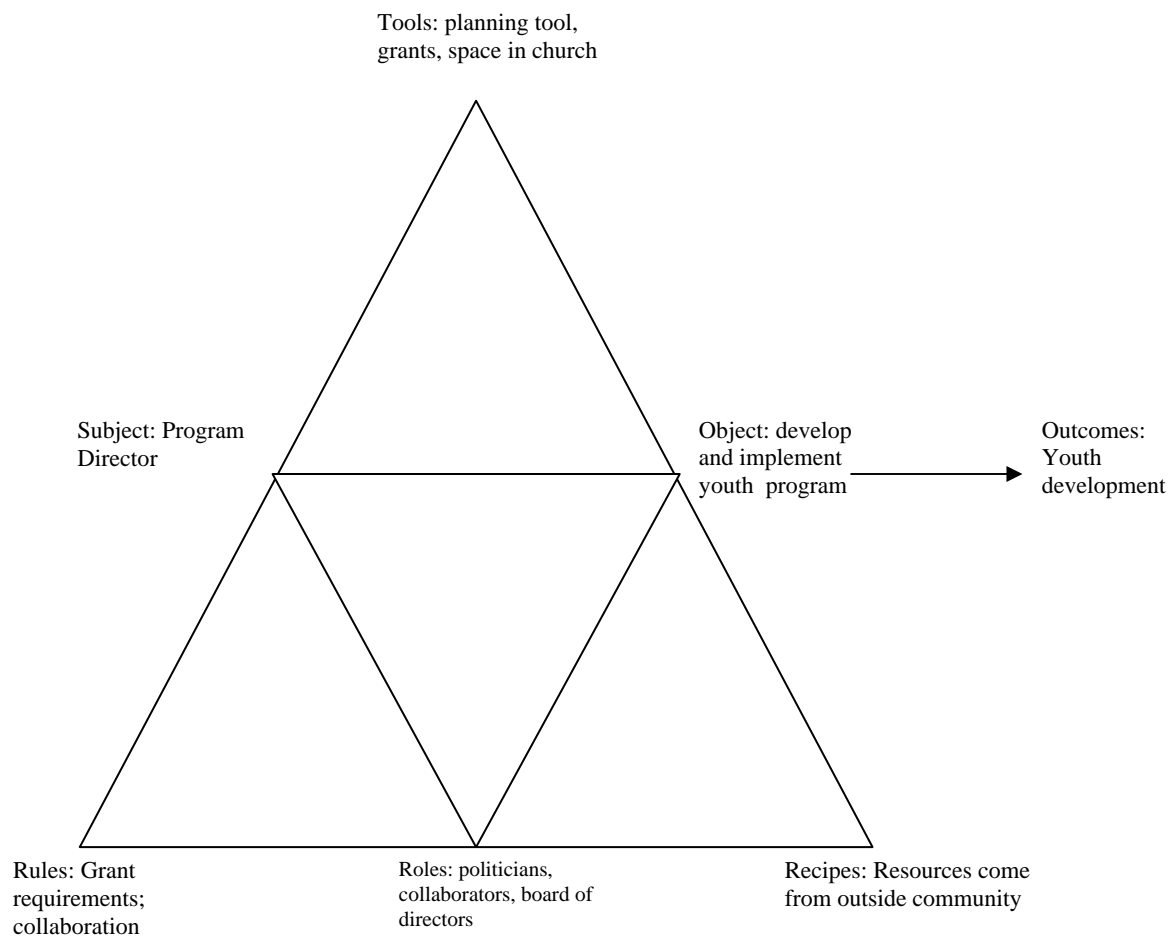 Tools: planning tool,
grants, space in church
Subject: Program
Director
Object: develop
and implement
youth program
Outcomes:
Youth
development
Rules: Grant
requirements;
collaboration
Roles: politicians,
collaborators, board of
directors
Recipes: Resources come
from outside community